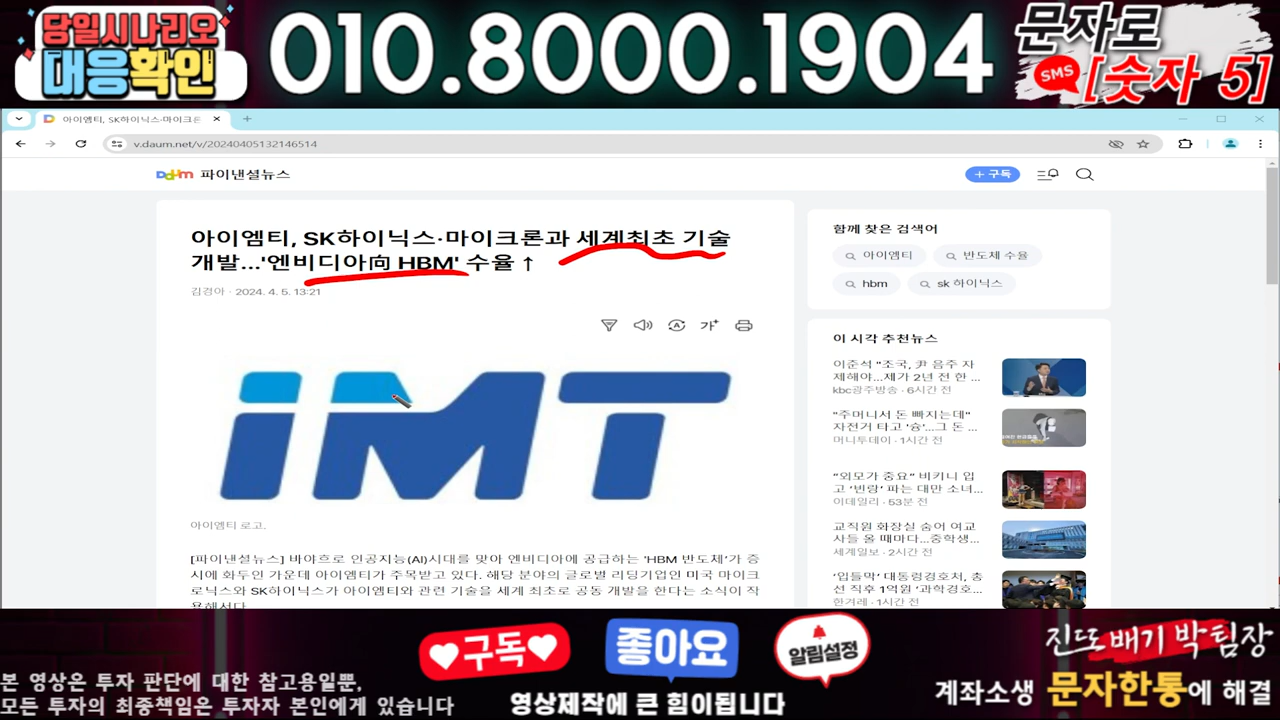 당일시나리오
대응확인
010.8000.1904
문자로
SMS
[숫자 5]
아이엠티, SK하이닉스·마이크론
v.daum.net/v/20240405132146514
Daum 파이낸셜뉴스
+ 구독
아이엠티, SK하이닉스·마이크론과 세계최초 기술
개발...'엔비디아向 HBM' 수율 ↑
김경아 · 2024. 4. 5. 13:21
가+
iMT
아이엠티 로고.
[파이낸셜뉴스] 바야흐로 인공지능(AI)시대를 맞아 엔비디아에 공급하는 'HBM 반도체'가 증
시에 화두인 가운데 아이엠티가 주목받고 있다. 해당 분야의 글로벌 리딩기업인 미국 마이크
로닉스와 SK하이닉스가 아이엠티와 관련 기술을 세계 최초로 공동 개발을 한다는 소식이 작
용해서다
함께 찾은 검색어
아이엠티
반도체 수율
hbm
sk 하이닉스
이 시각 추천뉴스
이준석 "조국, 尹 음주 자
제해야...제가 2년 전 한 ...
kbc광주방송 · 6시간 전
"주머니서 돈 빠지는데"
자전거 타고 '슝'...그 돈 ...
머니투데이 · 1시간 전
"외모가 중요" 비키니 입
고 '빈랑' 파는 대만 소녀...
이데일리 · 53분 전
교직원 화장실 숨어 여교
사들 올 때마다...중학생...
세계일보 · 2시간 전
'입틀막' 대통령경호처, 총
선 직후 1억원 '과학경호...
한겨레 · 1시간 전
구독
좋아요
알림설정
영상제작에 큰 힘이됩니다
본 영상은 투자 판단에 대한 참고용일뿐,
모든 투자의 최종책임은 투자자 본인에게 있습니다
진또배기 박팀장
계좌소생 문자한통에 해결